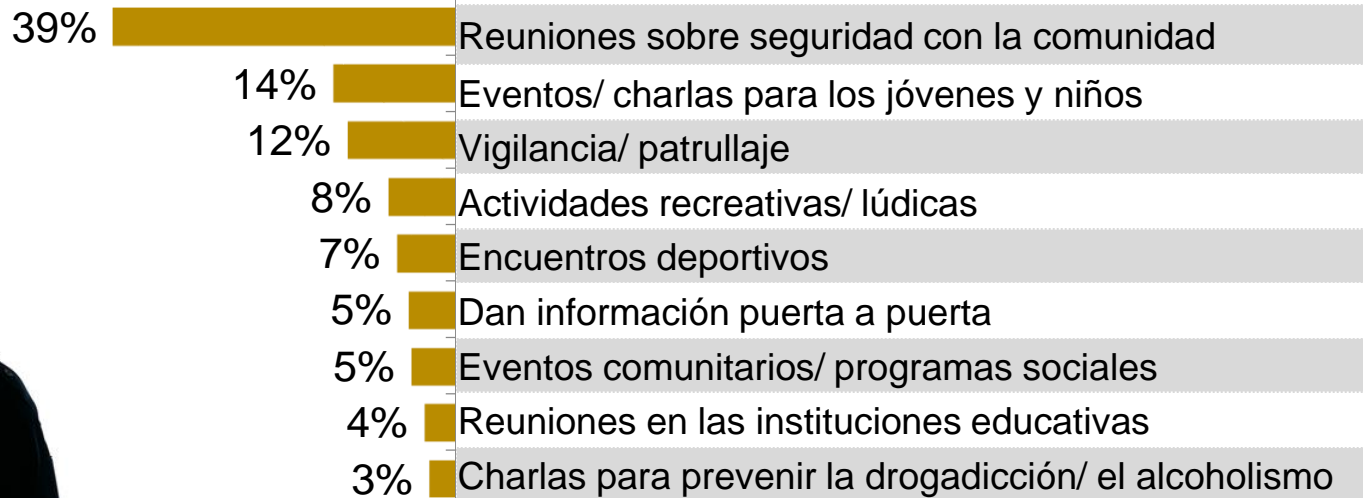 39% Reuniones sobre seguridad con la comunidad
14% Eventos/ charlas para los jóvenes y niños
12% Vigilancia/ patrullaje
8% Actividades recreativas/ lúdicas
7% Encuentros deportivos
5% Dan información puerta a puerta
5% Eventos comunitarios/ programas sociales
4% Reuniones en las instituciones educativas
3% Charlas para prevenir la drogadicción/ el alcoholismo